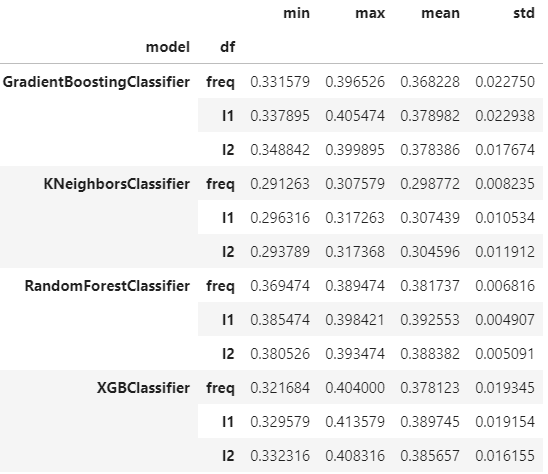 min max mean std
model df
GradientBoostingClassifier freq 0.331579 0.396526 0.368228 0.022750
l1 0.337895 0.405474 0.378982 0.022938
l2 0.348842 0.399895 0.378386 0.017674
KNeighborsClassifier freq 0.291263 0.307579 0.298772 0.008235
l1 0.296316 0.317263 0.307439 0.010534
l2 0.293789 0.317368 0.304596 0.011912
RandomForestClassifier freq 0.369474 0.389474 0.381737 0.006816
l1 0.385474 0.398421 0.392553 0.004907
l2 0.380526 0.393474 0.388382 0.005091
XGBClassifier freq 0.321684 0.404000 0.378123 0.019345
l1 0.329579 0.413579 0.389745 0.019154
l2 0.332316 0.408316 0.385657 0.016155